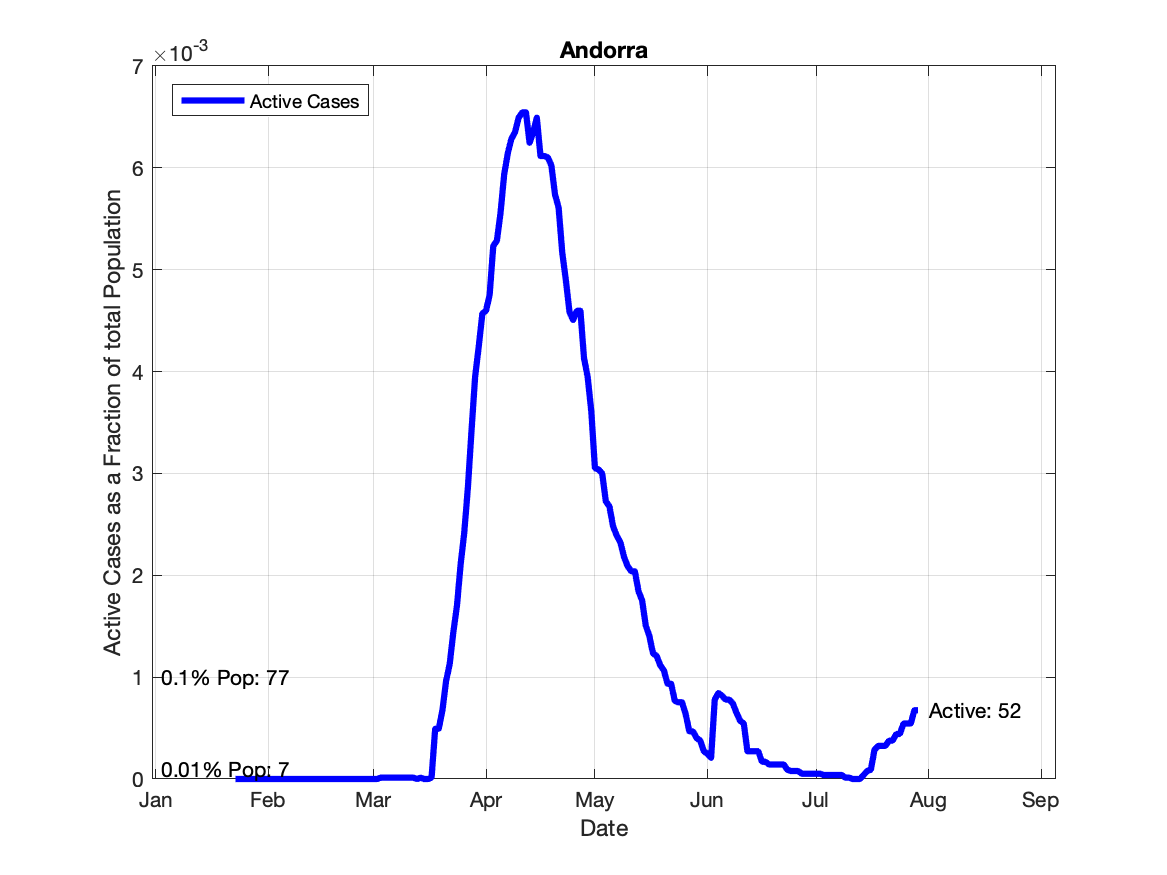 Andorra
×10-3
Active Cases
7
6
5
4
3
2
1
0
Active Cases as a Fraction of total Population
0.1% Pop: 77
0.01% Pop: 7
Active: 52
Jan Feb Mar Apr May Jun Jul Aug Sep
Date